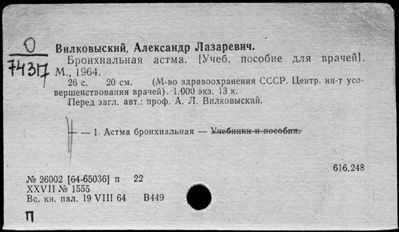 О
743П
Вилковыский, Александр Лазаревич.
Бронхиальная астма. [Учеб. пособие для врачей].
М., 1964.
26 с. 20 см. (М-во здравоохранения СССР. Центр. ин-т усо-
вершенствования врачей). 1.000 экз. 13 к.
Перед загл. авт.: проф. А. Л. Вилковыский.
— 1. Астма бронхиальная — Учебники и пособия.
616.248
№ 26002 [64-65036] п 22
XXVII № 1555
Вс. кн. пал. 19 VIII 64 В449
П